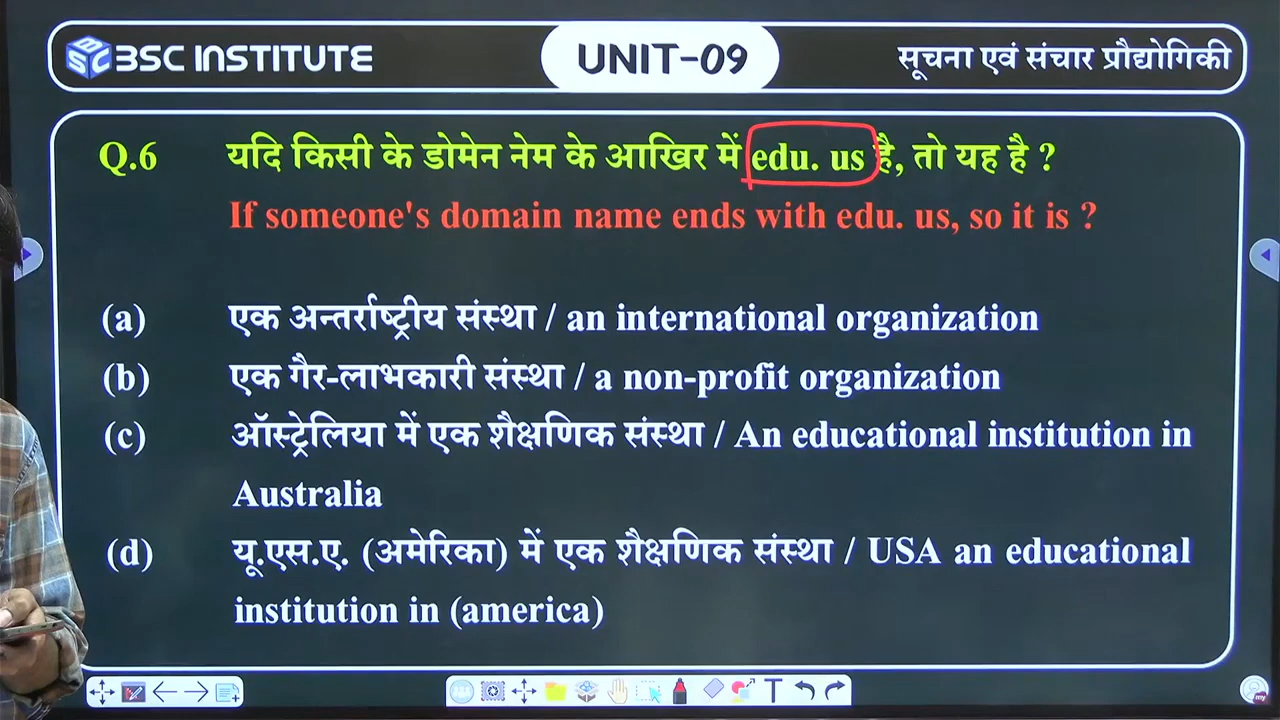 BSC INSTITUTE
UNIT-09
सूचना एवं संचार प्रौद्योगिकी
Q.6 यदि किसी के डोमेन नेम के आखिर में edu. us है, तो यह है ?
If someone's domain name ends with edu. us, so it is ?
(a) एक अन्तर्राष्ट्रीय संस्था / an international organization
(b) एक गैर-लाभकारी संस्था / a non-profit organization
(c) ऑस्ट्रेलिया में एक शैक्षणिक संस्था / An educational institution in
Australia
(d) यू.एस.ए. (अमेरिका) में एक शैक्षणिक संस्था / USA an educational
institution in (america)